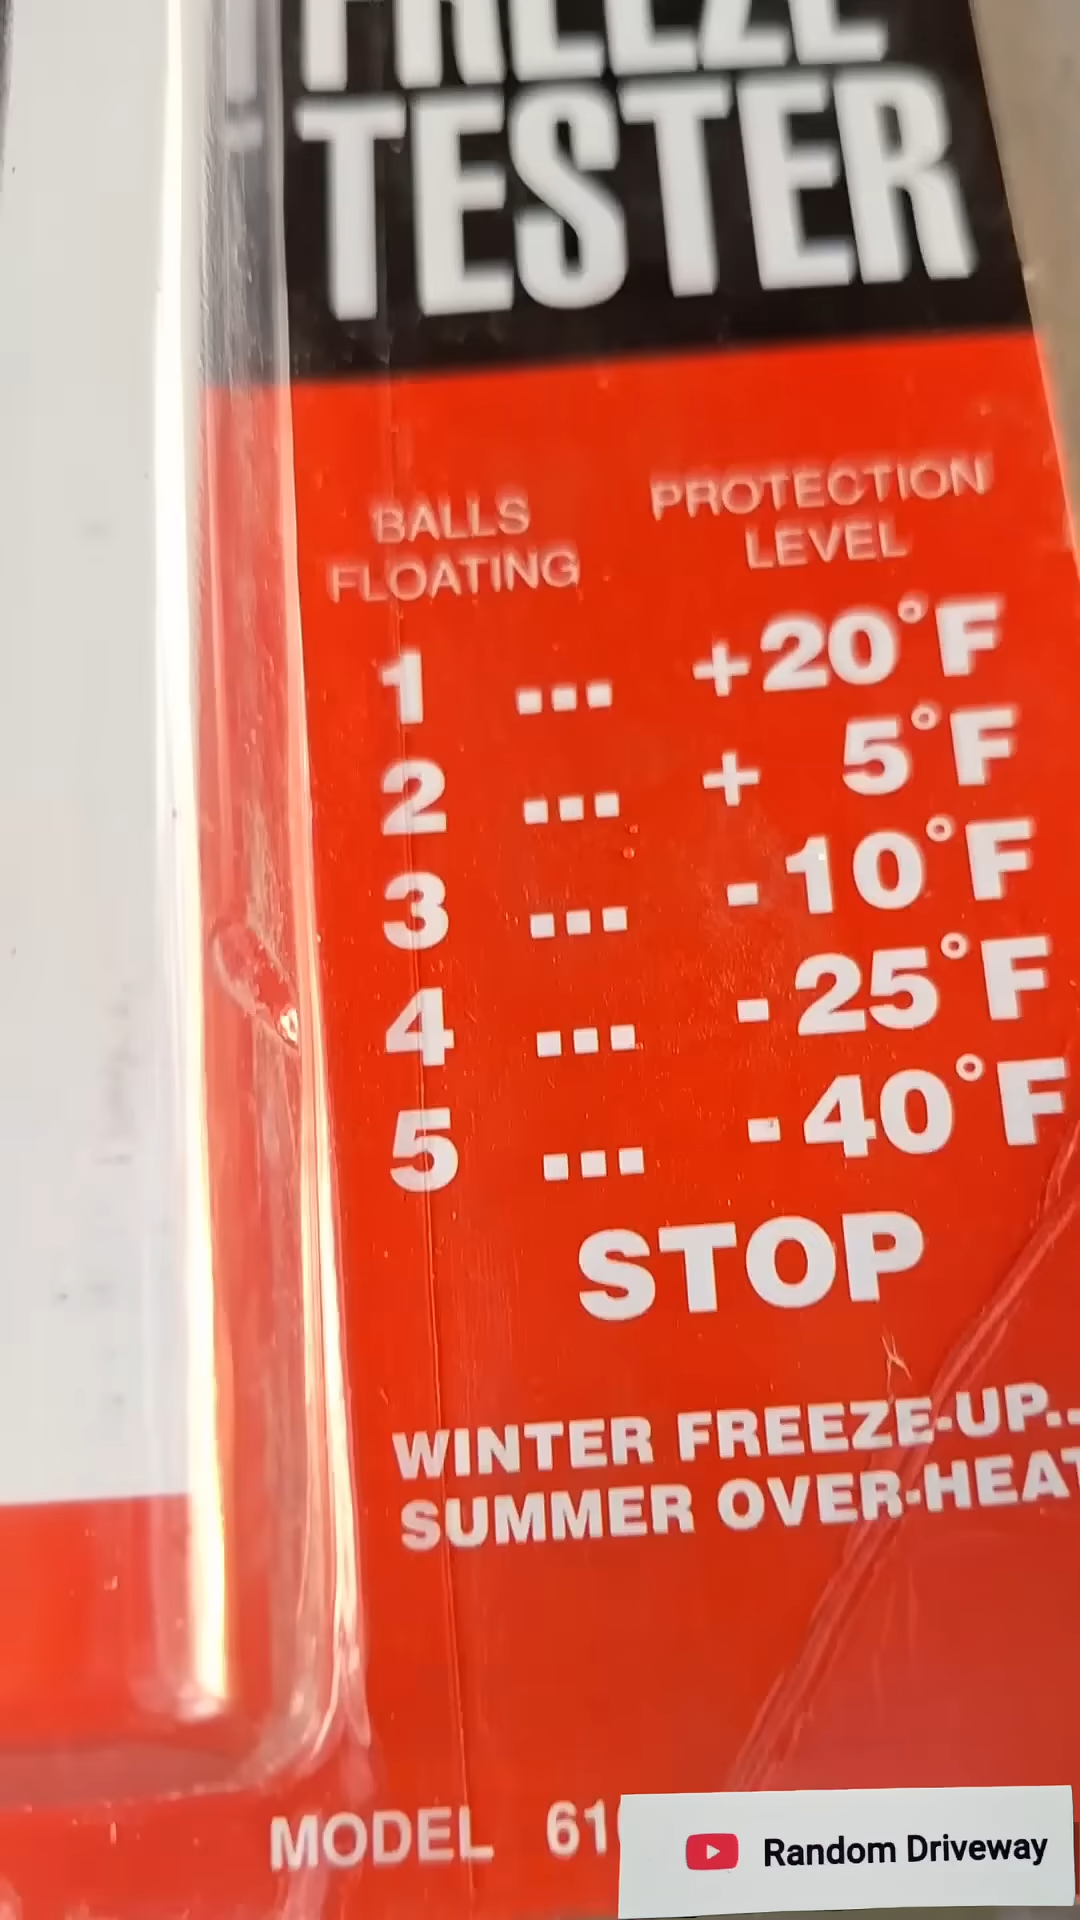 FREEZE
TESTER
BALLS FLOATING
PROTECTION LEVEL
1 ... +20°F
2 ... + 5°F
3 ... -10°F
4 ... -25°F
5 ... -40°F
STOP
WINTER FREEZE-UP..
SUMMER OVER-HEAT
MODEL 61
Random Driveway